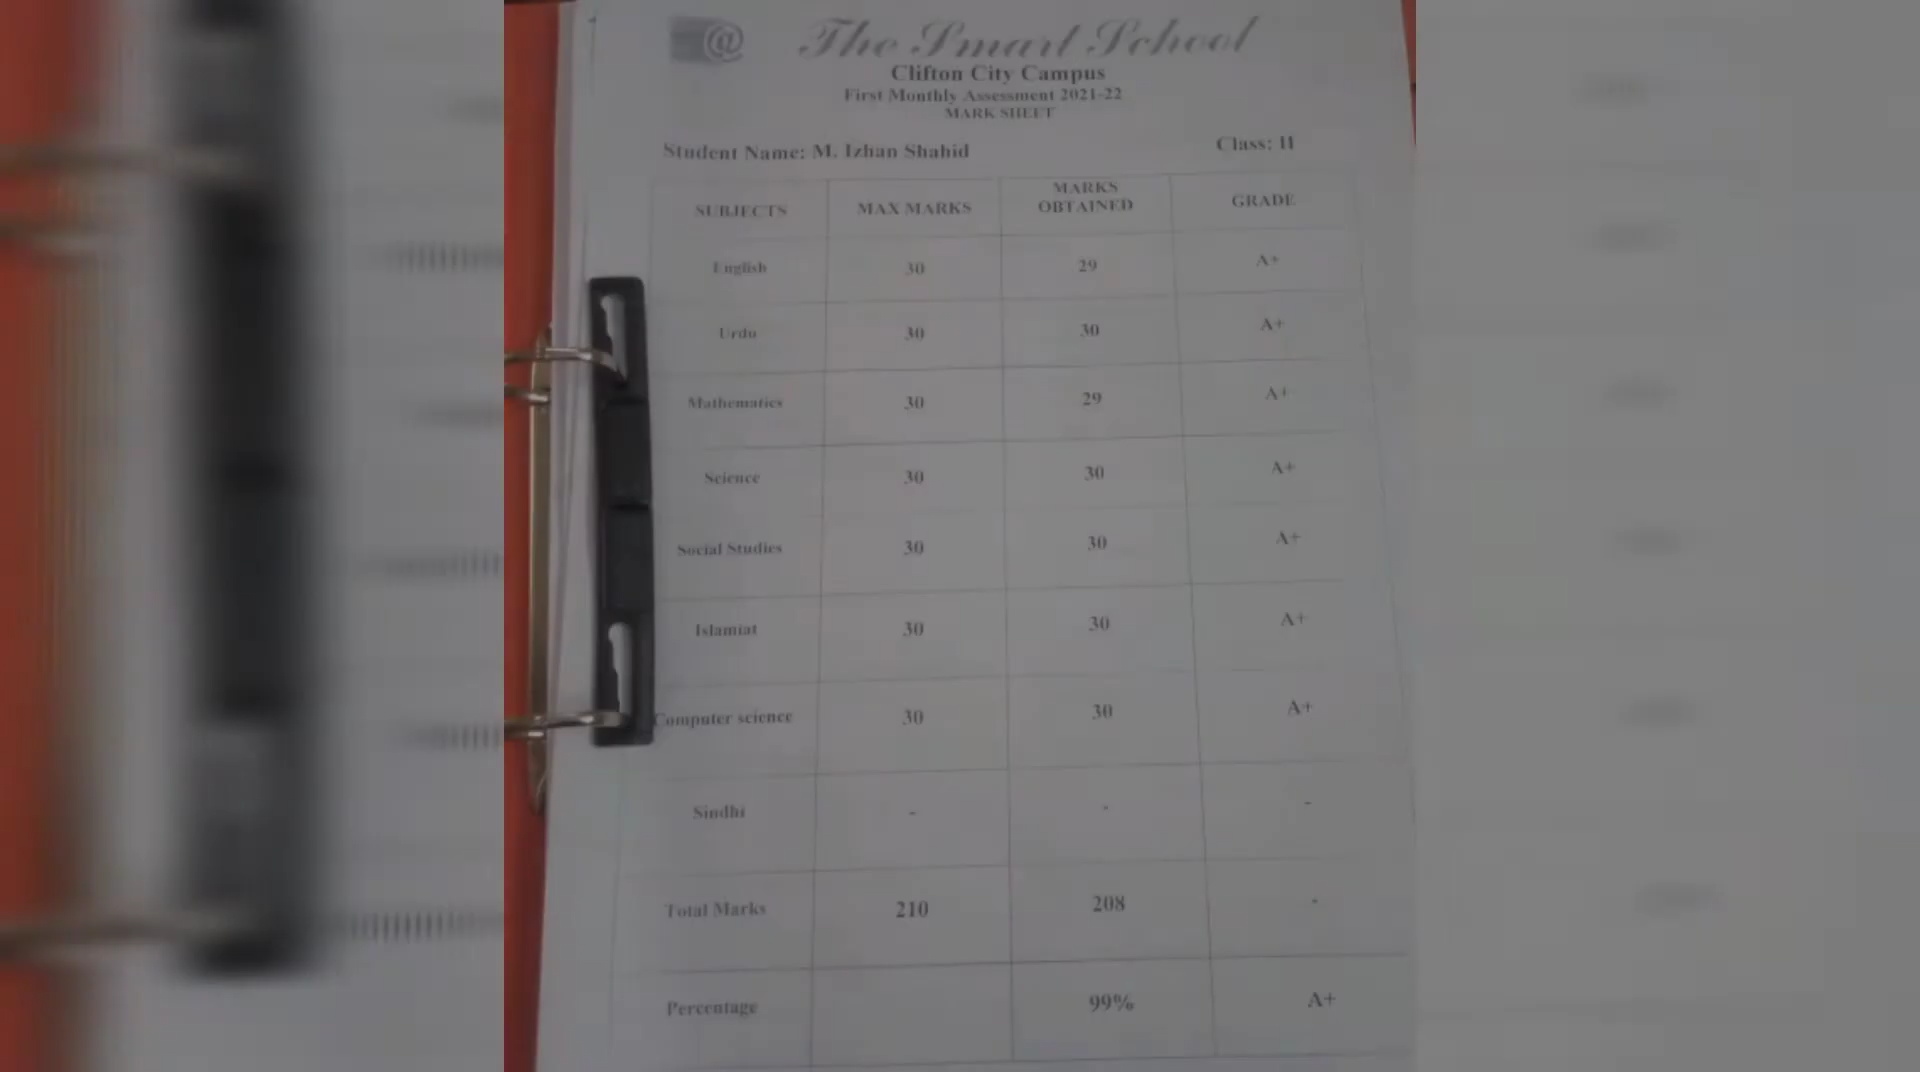 @ The Smart School
Clifton City Campus
First Monthly Assessment 2021-22
MARK SHEET
Student Name: M. Izhan Shahid Class: II
SUBJECTS MAX MARKS MARKS OBTAINED GRADE
English 30 29 A+
Urdu 30 30 A+
Mathematics 30 29 A+
Science 30 30 A+
Social Studies 30 30 A+
Islamiat 30 30 A+
Computer science 30 30 A+
Sindhi - - -
Total Marks 210 208 -
Percentage 99% A+